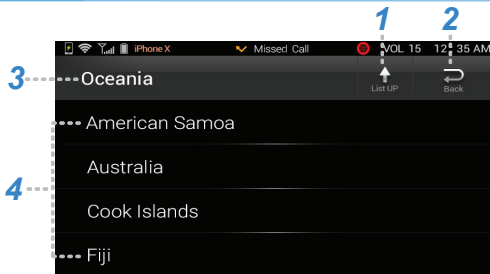 1 2
iPhone X Missed Call VOL 15 12:35 AM
3 Oceania List UP Back
American Samoa
Australia
4
Cook Islands
Fiji